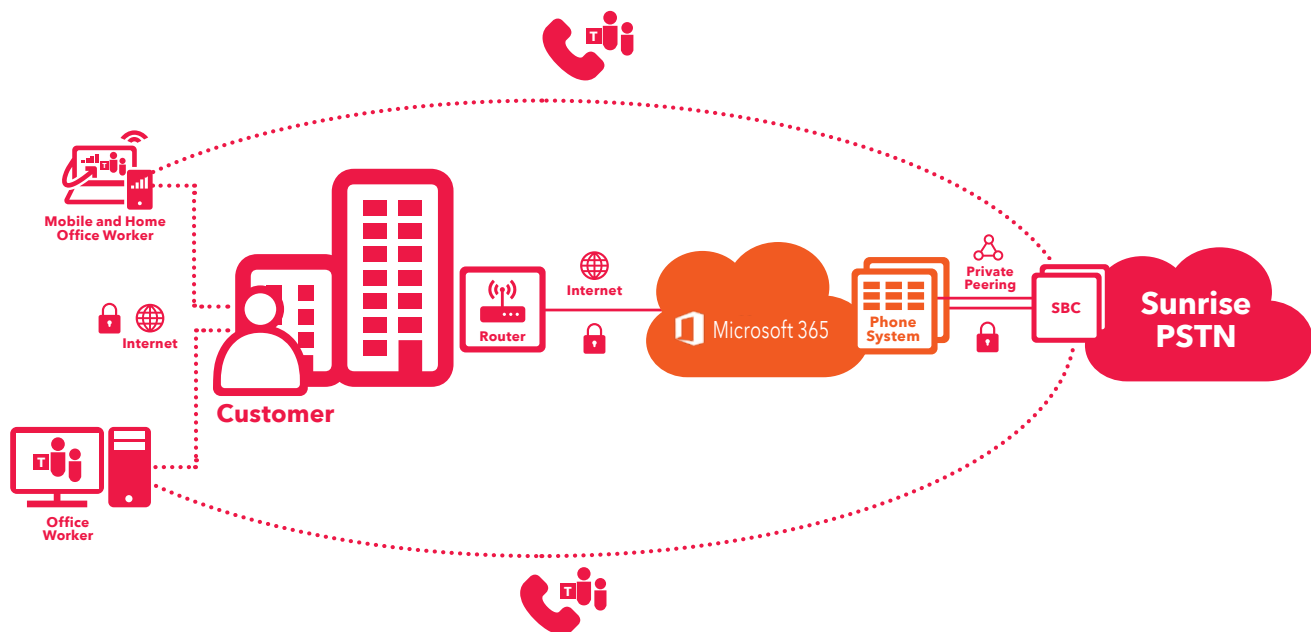 T
T
Mobile and Home
Office Worker
Internet
Customer
T
Office
Worker
Router
Internet
Microsoft 365
Phone
System
Private
Peering
SBC
Sunrise
PSTN
T